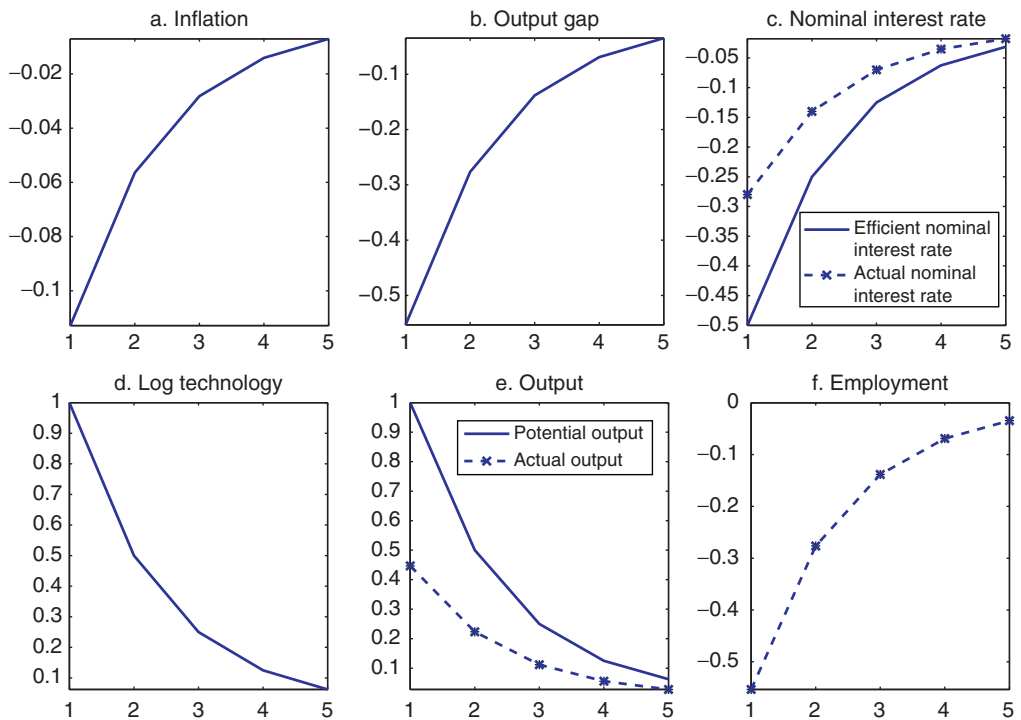 a. Inflation
−0.02
−0.04
−0.06
−0.08
−0.1
1 2 3 4 5
b. Output gap
−0.1
−0.2
−0.3
−0.4
−0.5
1 2 3 4 5
c. Nominal interest rate
−0.05
−0.1
−0.15
−0.2
−0.25
−0.3
−0.35
−0.4
−0.45
−0.5
Efficient nominal
interest rate
Actual nominal
interest rate
1 2 3 4 5
d. Log technology
1
0.9
0.8
0.7
0.6
0.5
0.4
0.3
0.2
0.1
1 2 3 4 5
e. Output
1
0.9
0.8
0.7
0.6
0.5
0.4
0.3
0.2
0.1
Potential output
Actual output
1 2 3 4 5
f. Employment
0
−0.1
−0.2
−0.3
−0.4
−0.5
1 2 3 4 5